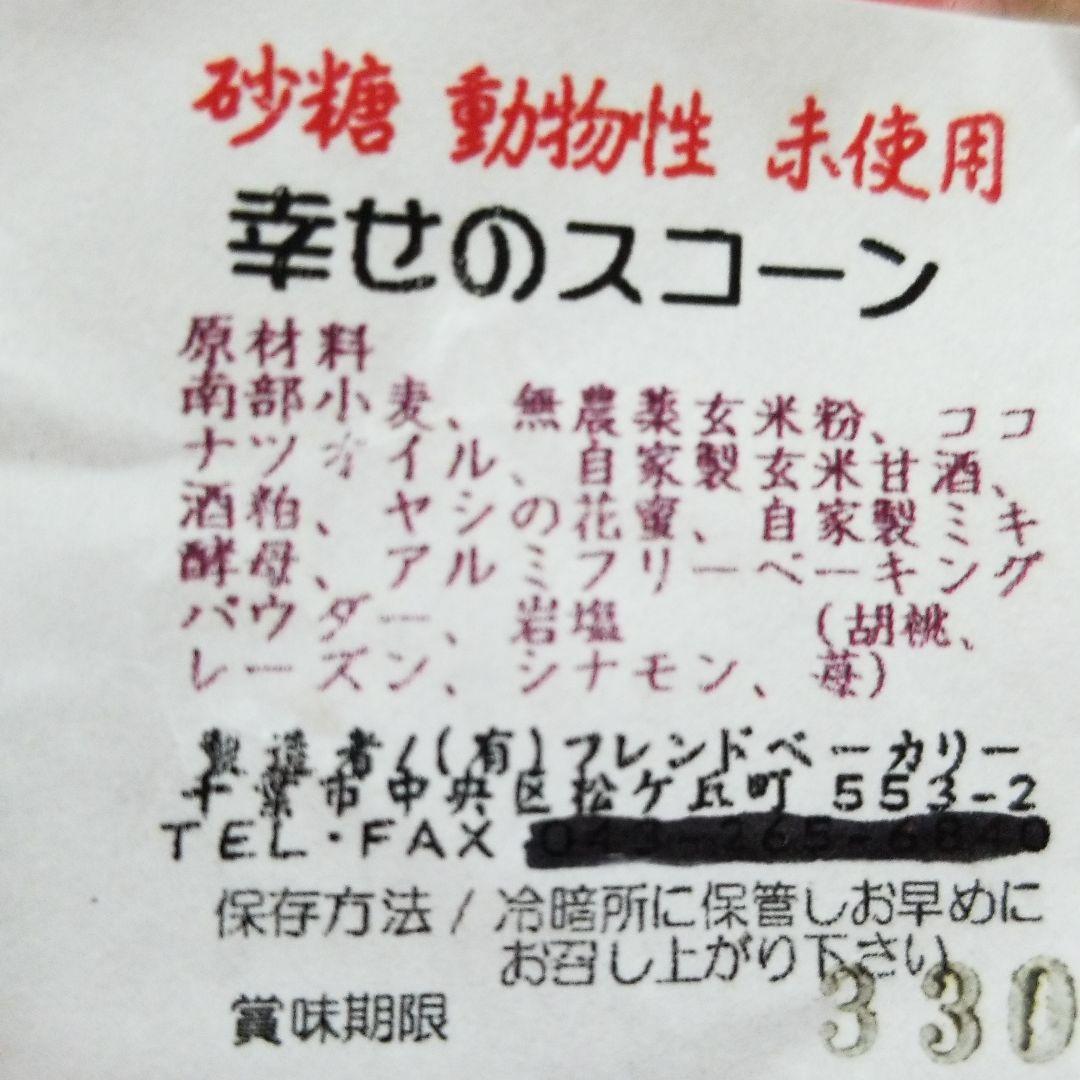 砂糖 動物性 未使用
幸せのスコーン
原材料
南部小麦、無農薬玄米粉、ココ
ナツオイル、自家製玄米甘酒、
酒粕、ヤシの花蜜、自家製ミキ
酵母、アルミフリーベーキング
パウダー、岩塩 (胡桃、
レーズン、シナモン、苺)
製造者/(有)フレンドベーカリー
千葉市中央区松ケ丘町 553-2
TEL・FAX
保存方法/冷暗所に保管しお早めに
お召し上がり下さい
賞味期限
330